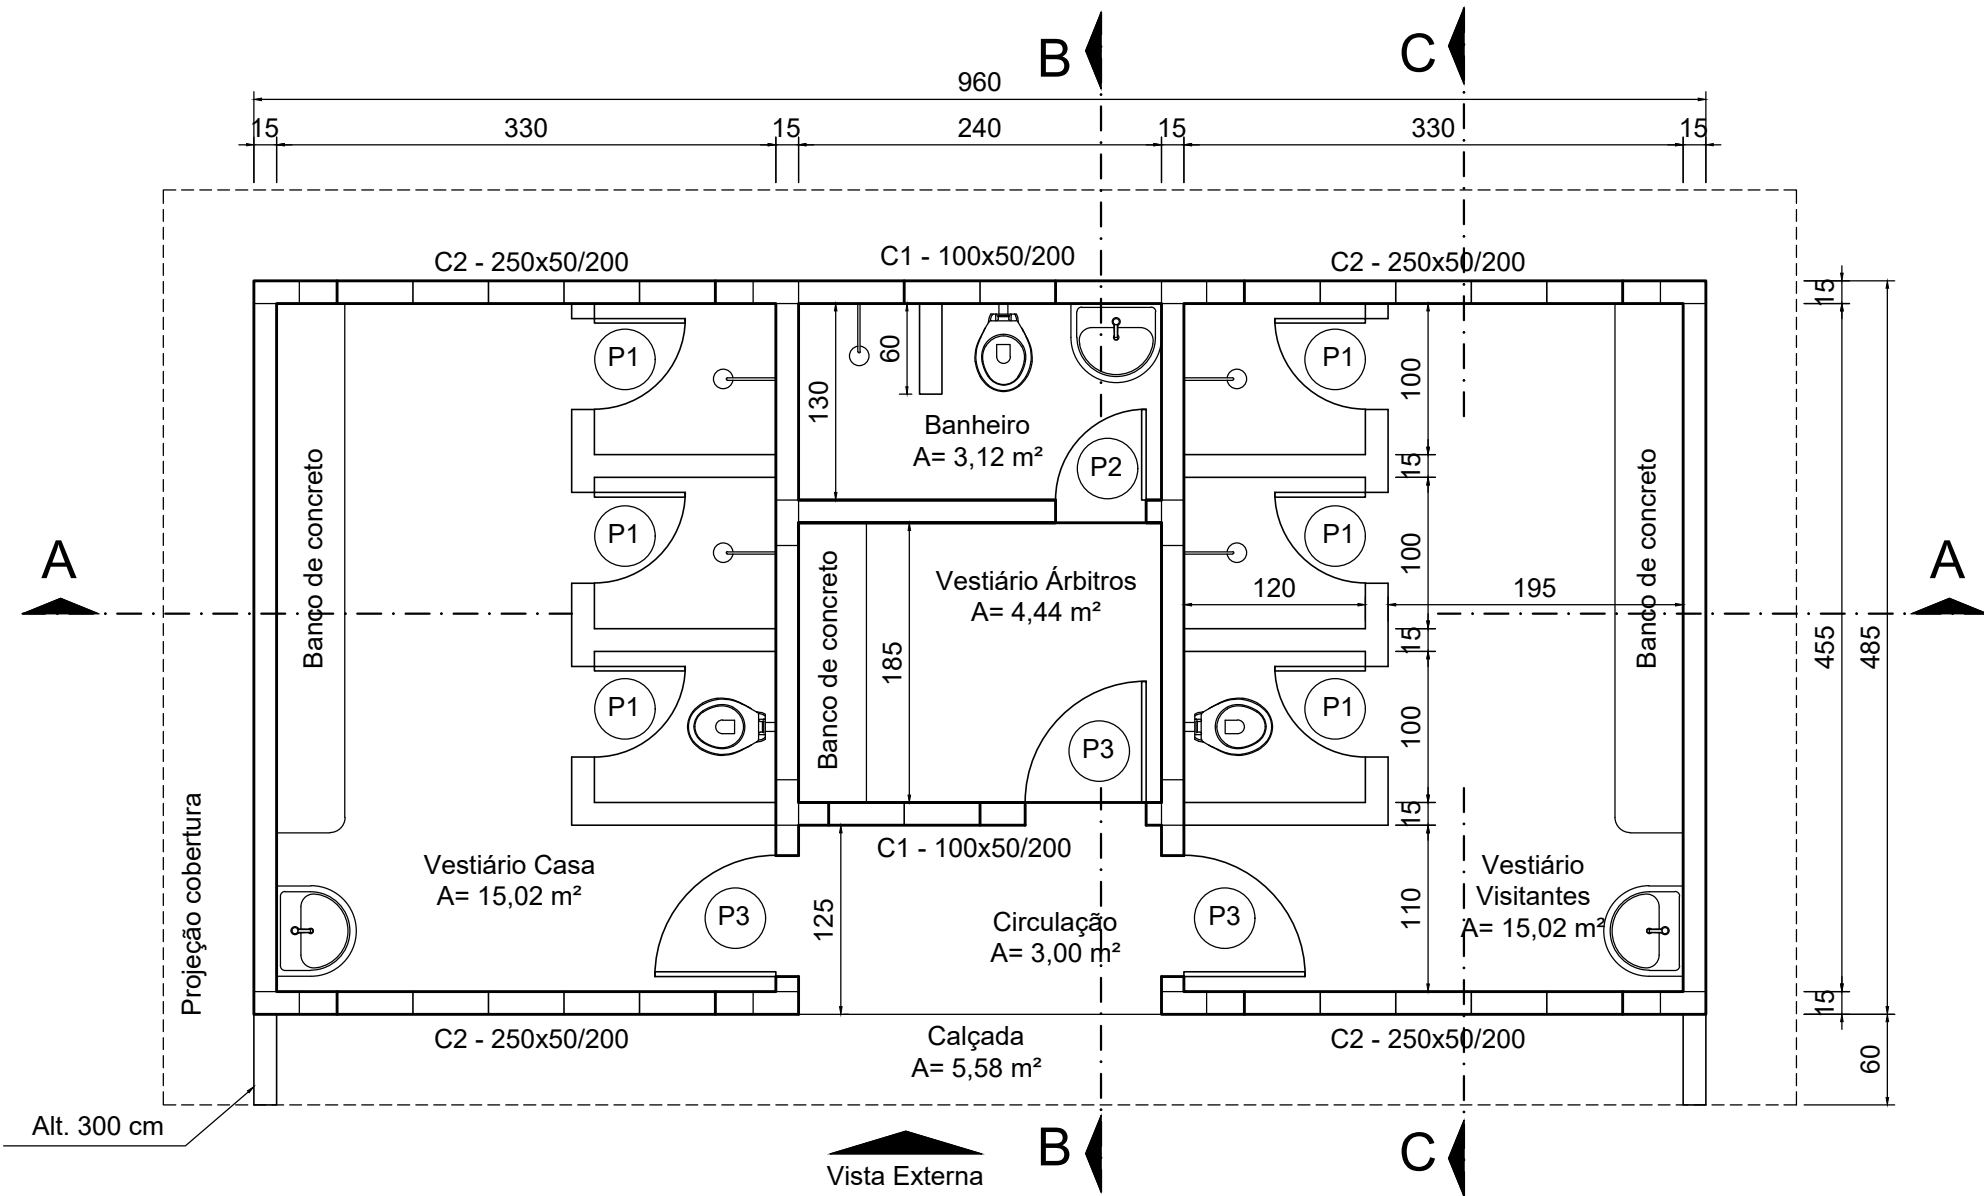 B
C
960
15
330
15
240
15
330
15
C2 - 250x50/200
C1 - 100x50/200
C2 - 250x50/200
15
P1
60
P1
100
130
Banheiro
A= 3,12 m²
P2
15
Banco de concreto
Banco de concreto
P1
P1
100
A
A
Vestiário Árbitros
A= 4,44 m²
120
195
Banco de concreto
185
15
455
485
P1
P1
100
P3
Projeção cobertura
15
C1 - 100x50/200
Vestiário Casa
A= 15,02 m²
Vestiário
Visitantes
A= 15,02 m²
P3
125
Circulação
A= 3,00 m²
P3
110
15
C2 - 250x50/200
Calçada
A= 5,58 m²
C2 - 250x50/200
60
Alt. 300 cm
Vista Externa
B
C